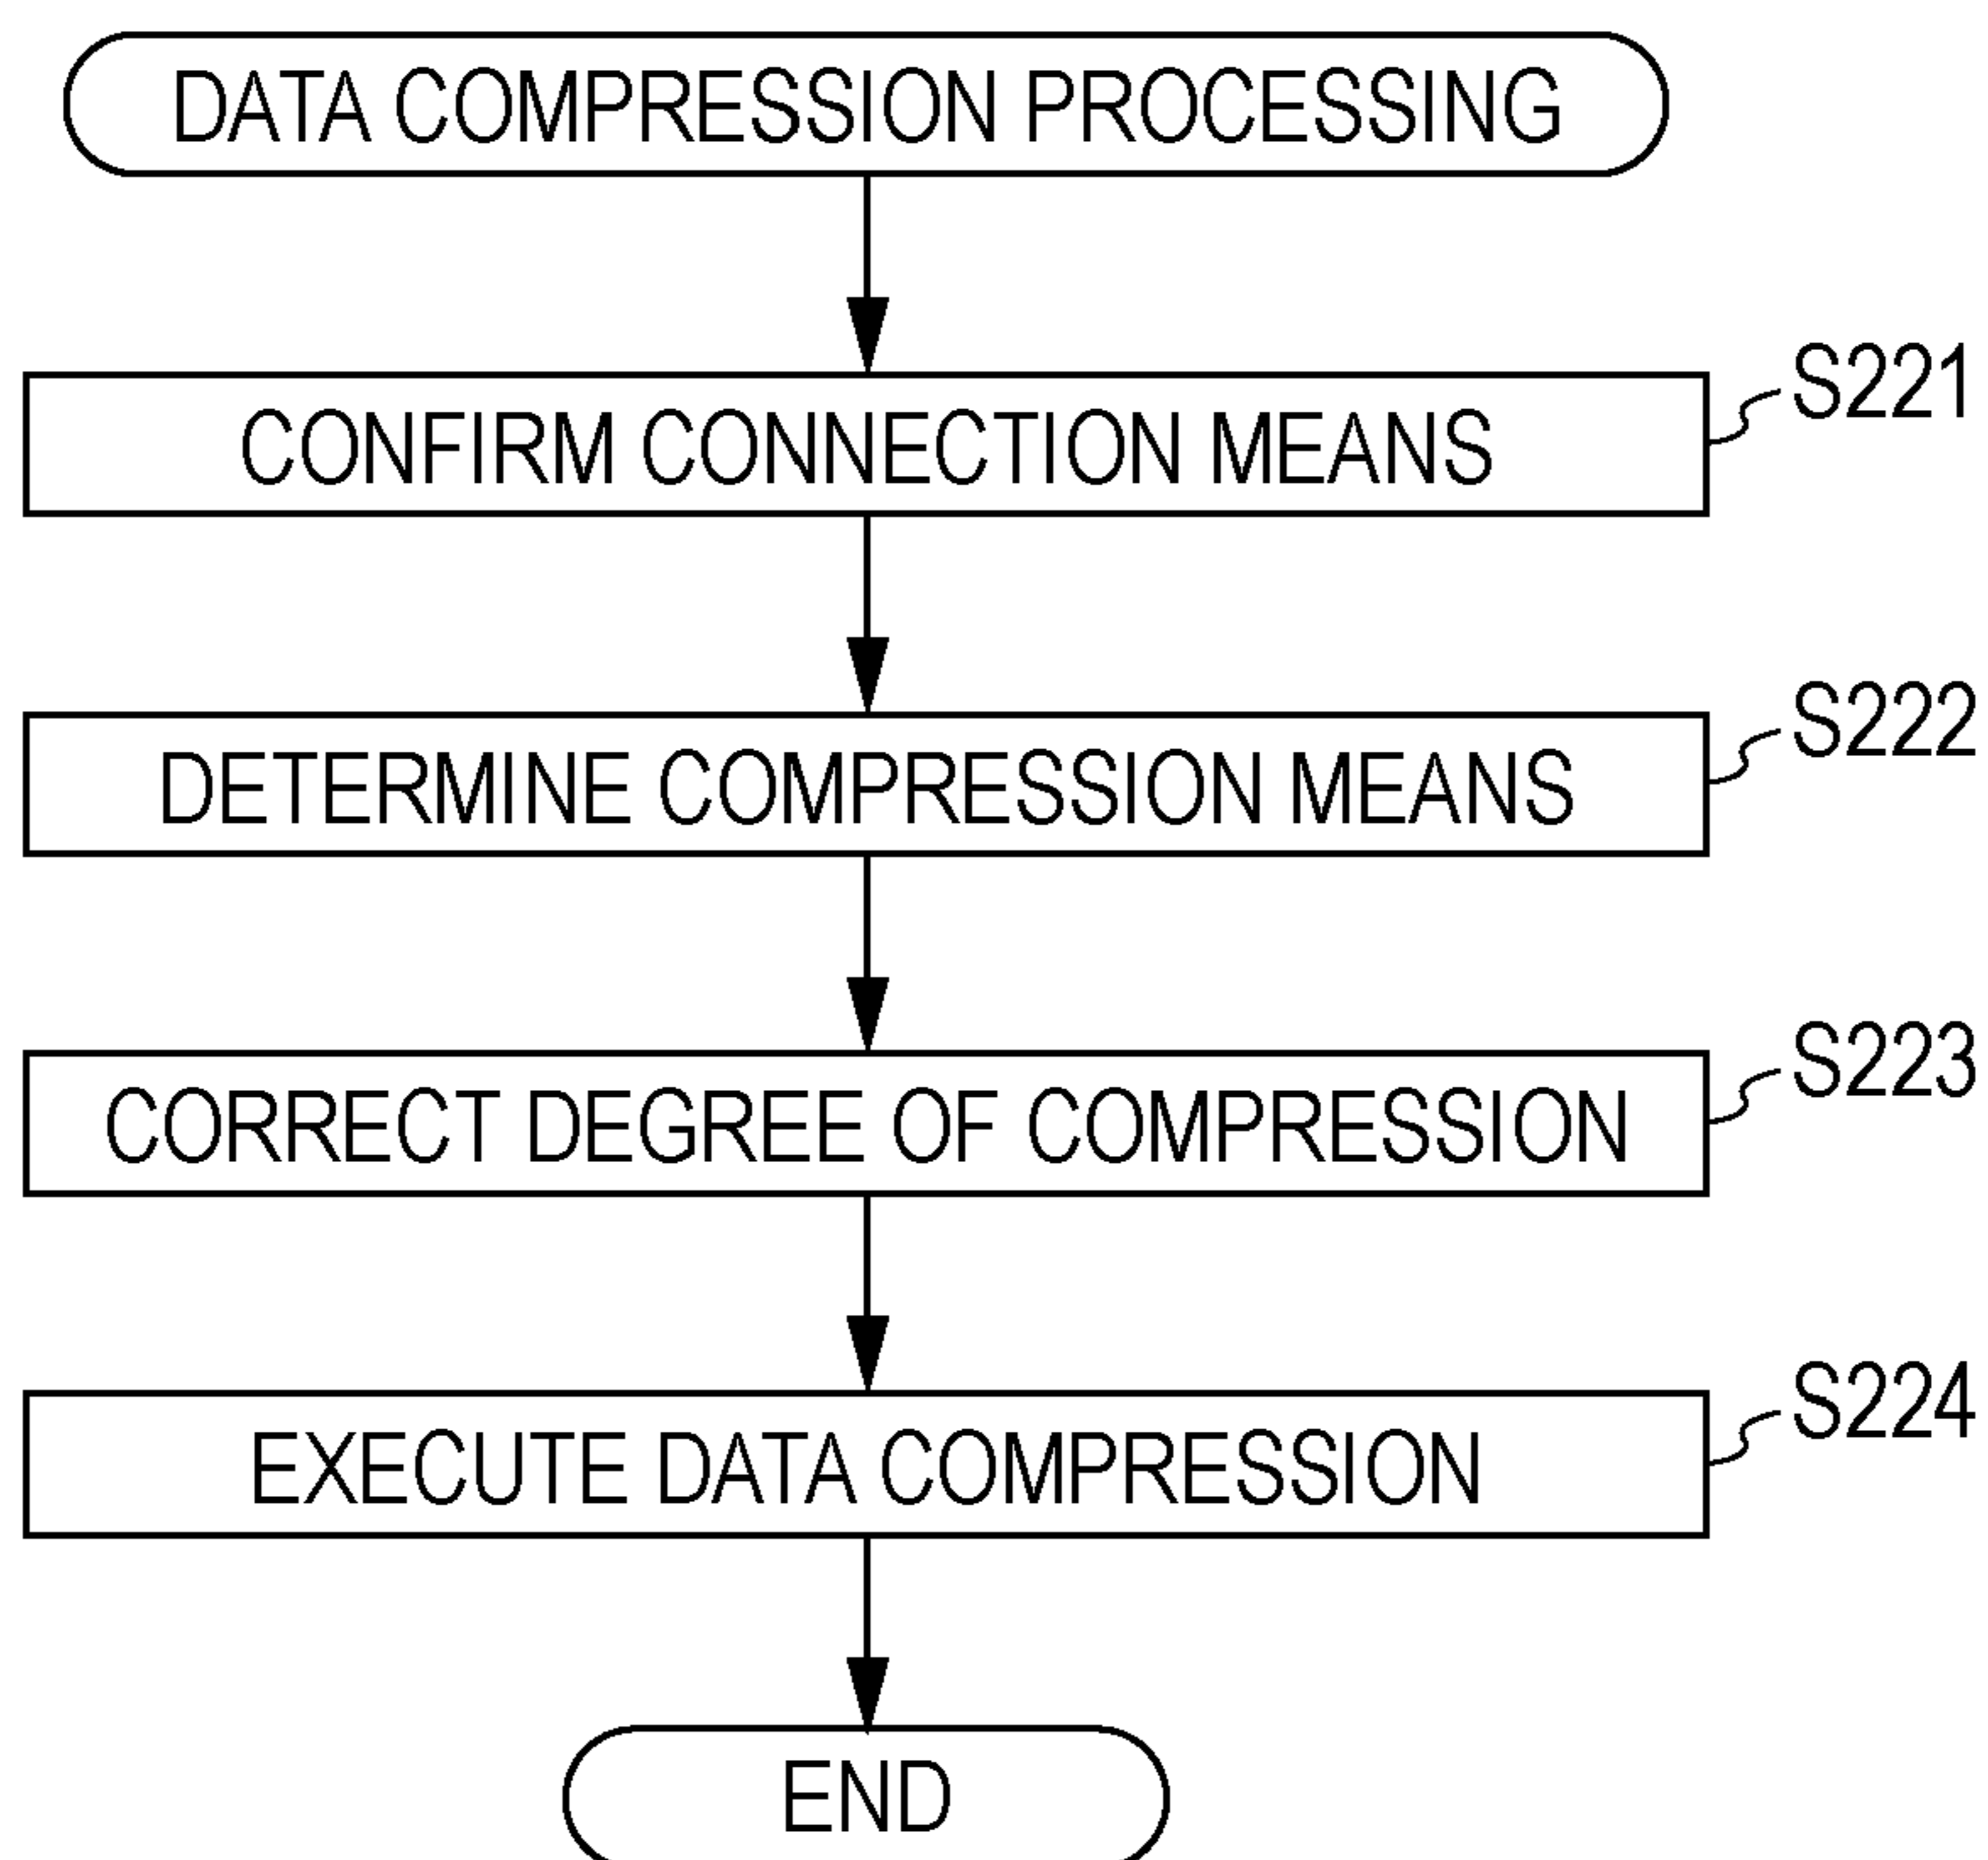 DATA COMPRESSION PROCESSING
S221
CONFIRM CONNECTION MEANS
S222
DETERMINE COMPRESSION MEANS
S223
CORRECT DEGREE OF COMPRESSION
S224
EXECUTE DATA COMPRESSION
END